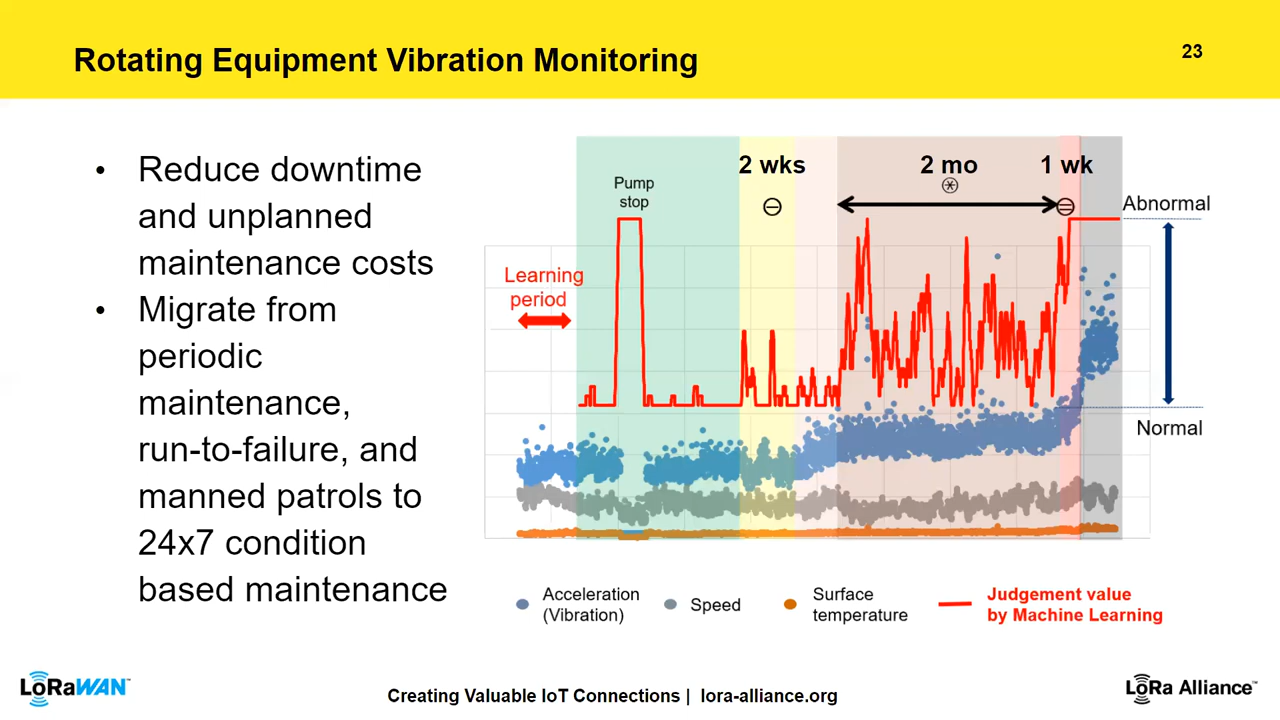 Rotating Equipment Vibration Monitoring
23
• Reduce downtime
and unplanned
maintenance costs
• Migrate from
periodic
maintenance,
run-to-failure, and
manned patrols to
24x7 condition
based maintenance
2 wks
2 mo
1 wk
Pump
stop
Abnormal
Learning
period
Normal
Acceleration
(Vibration)
Speed
Surface
temperature
Judgement value
by Machine Learning
LoRaWAN™
Creating Valuable IoT Connections | lora-alliance.org
LoRa Alliance™